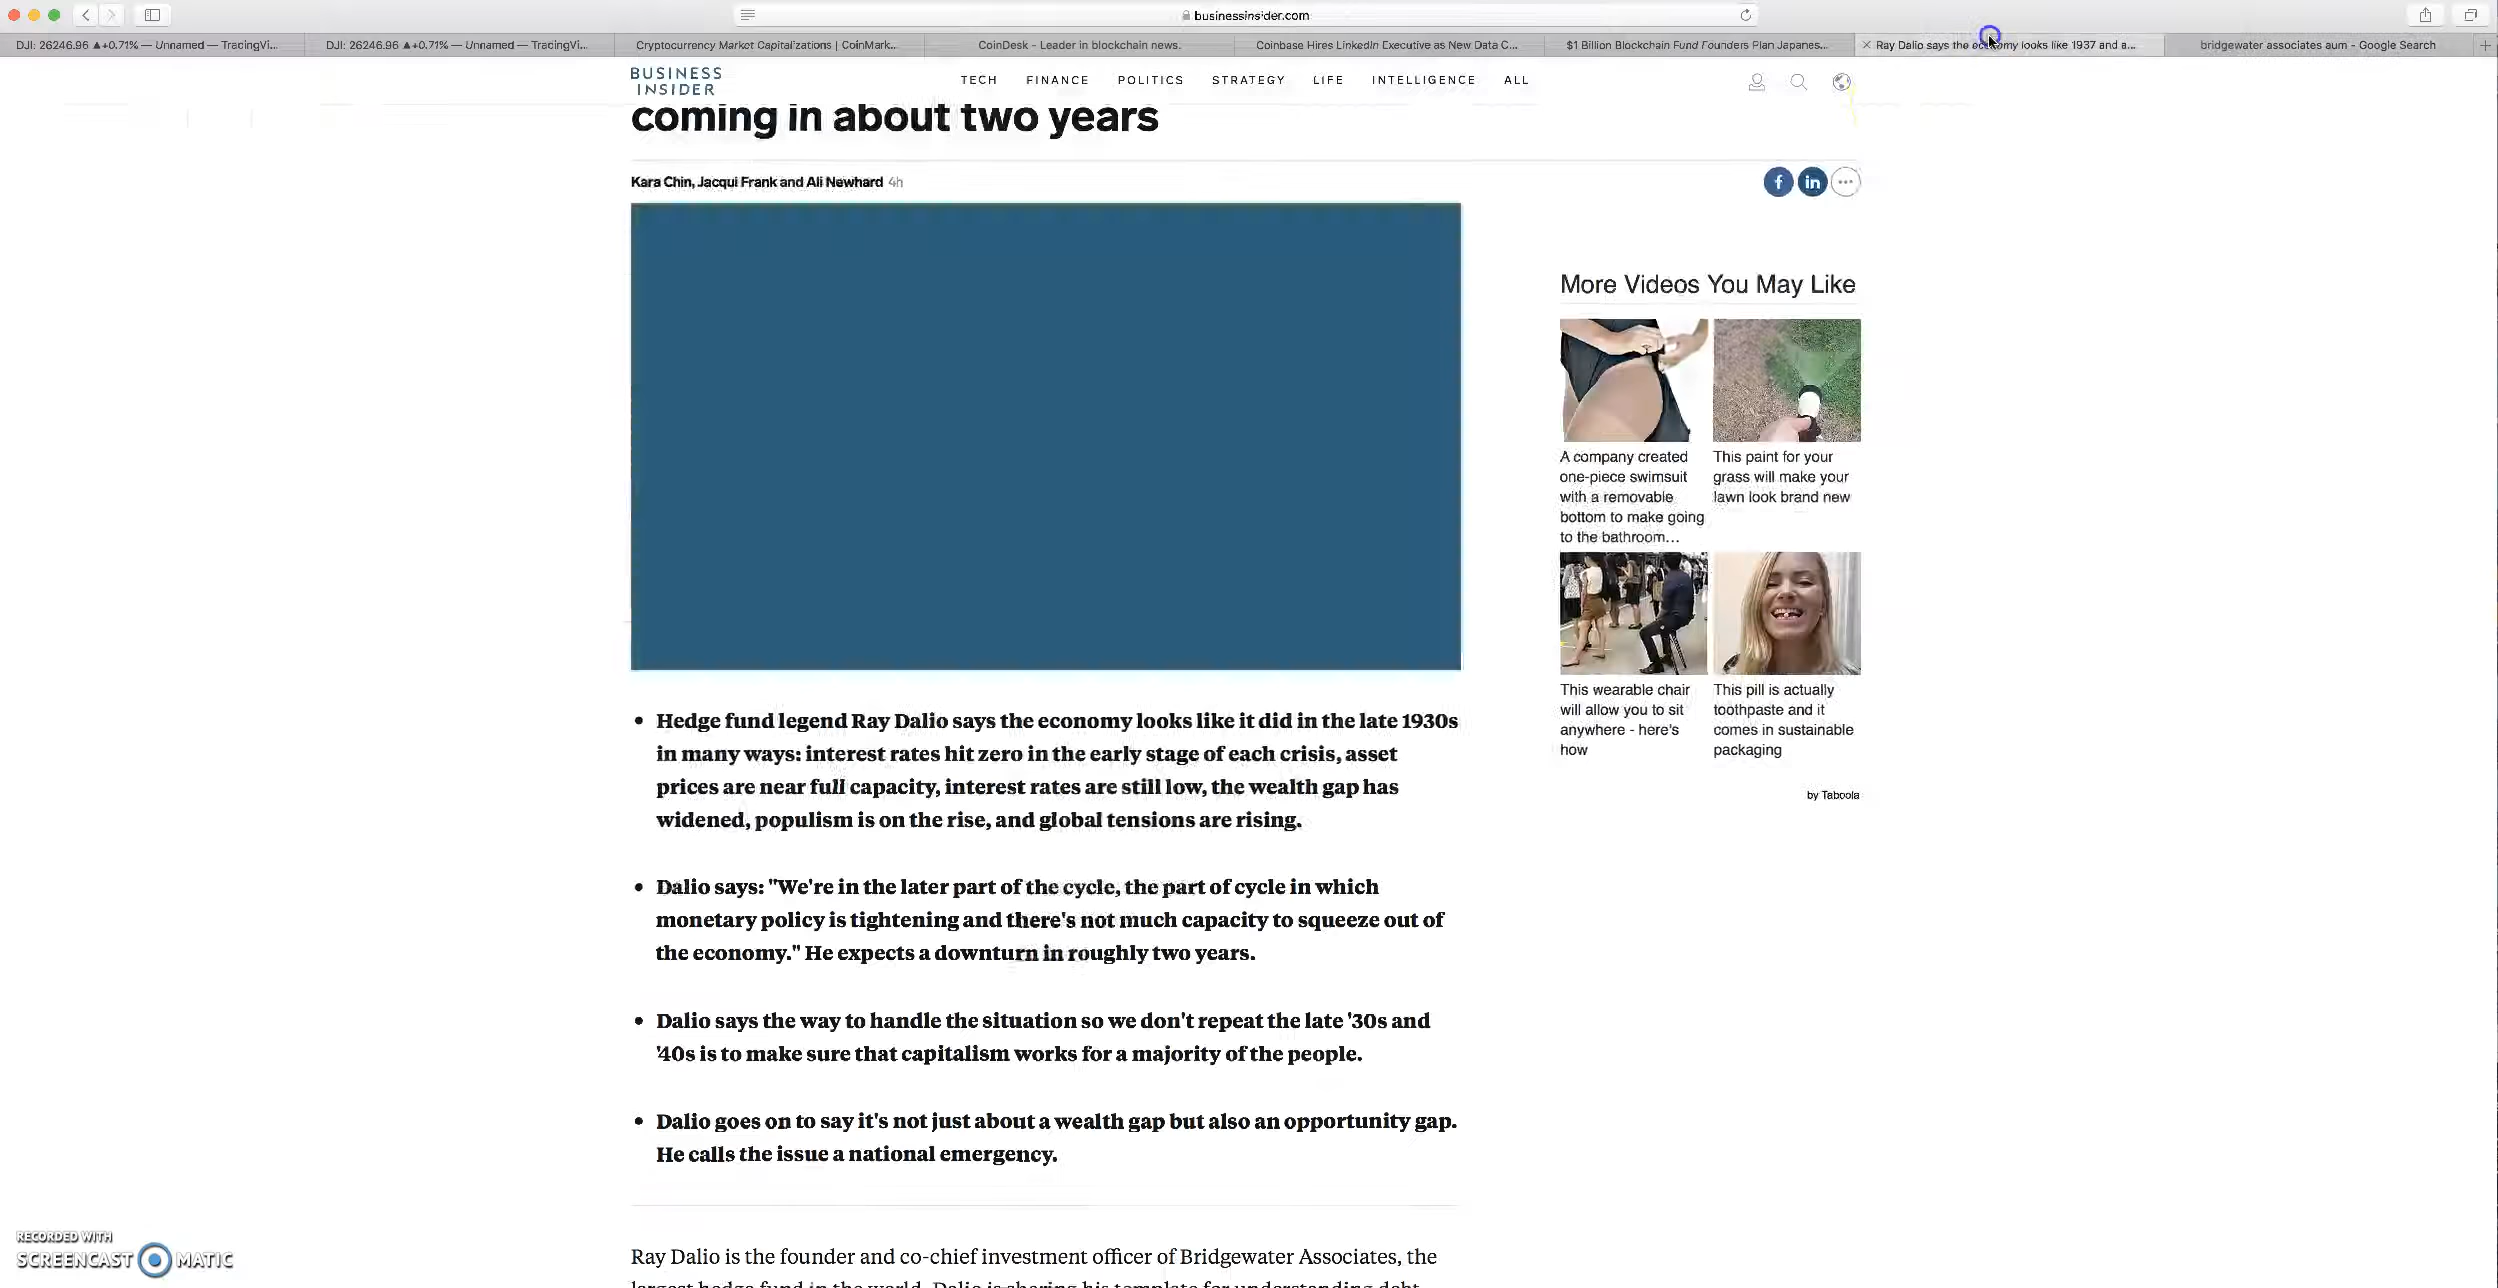 businessinsider.com
DJI: 26246.96 ▲+0.71% — Unnamed — TradingVi...
DJI: 26246.96 ▲+0.71% — Unnamed — TradingVi...
Cryptocurrency Market Capitalizations | CoinMark...
CoinDesk - Leader in blockchain news.
Coinbase Hires LinkedIn Executive as New Data C...
$1 Billion Blockchain Fund Founders Plan Japanes...
Ray Dalio says the economy looks like 1937 and a...
bridgewater associates aum - Google Search
BUSINESS
INSIDER
TECH FINANCE POLITICS STRATEGY LIFE INTELLIGENCE ALL
coming in about two years
Kara Chin, Jacqui Frank and Ali Newhard 4h
• Hedge fund legend Ray Dalio says the economy looks like it did in the late 1930s
in many ways: interest rates hit zero in the early stage of each crisis, asset
prices are near full capacity, interest rates are still low, the wealth gap has
widened, populism is on the rise, and global tensions are rising.
• Dalio says: "We're in the later part of the cycle, the part of cycle in which
monetary policy is tightening and there's not much capacity to squeeze out of
the economy." He expects a downturn in roughly two years.
• Dalio says the way to handle the situation so we don't repeat the late '30s and
'40s is to make sure that capitalism works for a majority of the people.
• Dalio goes on to say it's not just about a wealth gap but also an opportunity gap.
He calls the issue a national emergency.
Ray Dalio is the founder and co-chief investment officer of Bridgewater Associates, the
largest hedge fund in the world. Dalio is sharing his template for understanding debt
More Videos You May Like
A company created
one-piece swimsuit
with a removable
bottom to make going
to the bathroom...
This paint for your
grass will make your
lawn look brand new
This wearable chair
will allow you to sit
anywhere - here's
how
This pill is actually
toothpaste and it
comes in sustainable
packaging
by Taboola
RECORDED WITH
SCREENCAST MATIC